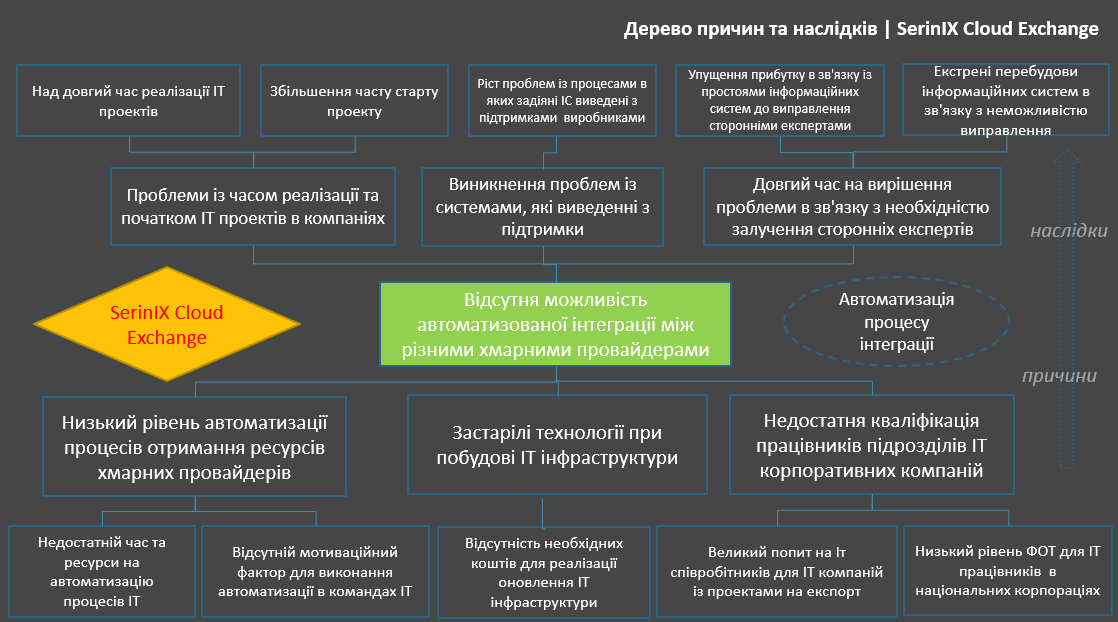 Дерево причин та наслідків | SerinIX Cloud Exchange
Над довгий час реалізації ІТ
проектів
Збільшення часту старту
проекту
Ріст проблем із процесами в
яких задіяні ІС виведені з
підтримками виробниками
Упущення прибутку в зв'язку із
простоями інформаційних
систем до виправлення
сторонніми експертами
Екстрені перебудови
інформаційних систем в
зв'язку з неможливістю
виправлення
Проблеми із часом реалізації та
початком ІТ проектів в компаніях
Виникнення проблем із
системами, які виведенні з
підтримки
Довгий час на вирішення
проблеми в зв'язку з необхідністю
залучення сторонніх експертів
наслідки
SerinIX Cloud
Exchange
Відсутня можливість
автоматизованої інтеграції між
різними хмарними провайдерами
Автоматизація
процесу
інтеграції
причини
Низький рівень автоматизації
процесів отримання ресурсів
хмарних провайдерів
Застарілі технології при
побудові ІТ інфраструктури
Недостатня кваліфікація
працівників підрозділів ІТ
корпоративних компаній
Недостатній час та
ресурси на
автоматизацію
процесів ІТ
Відсутній мотиваційний
фактор для виконання
автоматизації в командах ІТ
Відсутність необхідних
коштів для реалізації
оновлення ІТ
інфраструктури
Великий попит на Іт
співробітників для ІТ компаній
із проектами на експорт
Низький рівень ФОТ для ІТ
працівників в
національних корпораціях